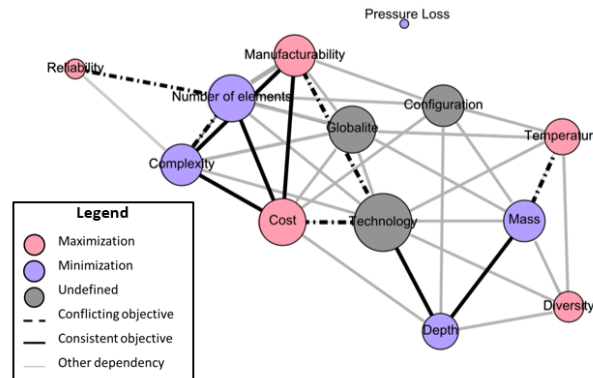 Pressure Loss
Manufacturability
Reliability
Number of elements
Configuration
Globalite
Temperatur
Complexity
Cost
Technology
Mass
Diversity
Depth
Legend
Maximization
Minimization
Undefined
Conflicting objective
Consistent objective
Other dependency